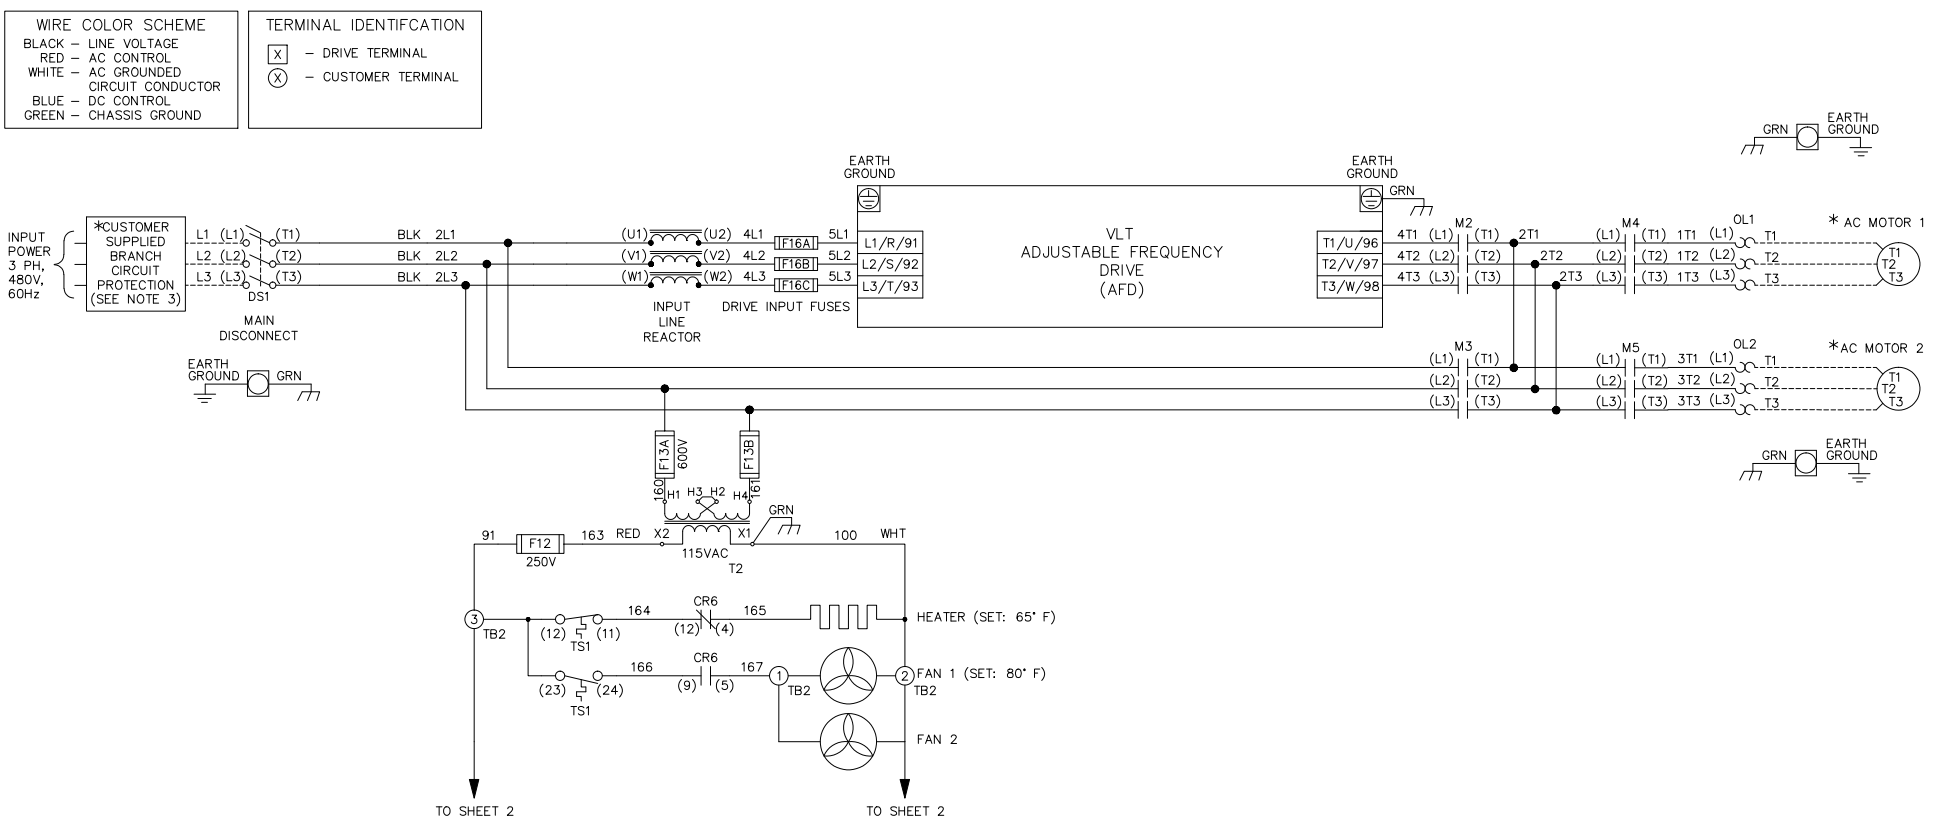 WIRE COLOR SCHEME
BLACK – LINE VOLTAGE
RED – AC CONTROL
WHITE – AC GROUNDED
CIRCUIT CONDUCTOR
BLUE – DC CONTROL
GREEN – CHASSIS GROUND
TERMINAL IDENTIFCATION
X – DRIVE TERMINAL
X – CUSTOMER TERMINAL
GRN
EARTH
GROUND
EARTH
GROUND
EARTH
GROUND
GRN
INPUT
POWER
3 PH,
480V,
60Hz
*CUSTOMER
SUPPLIED
BRANCH
CIRCUIT
PROTECTION
(SEE NOTE 3)
L1 (L1) (T1) BLK 2L1 (U1) (U2) 4L1 F16A 5L1 L1/R/91
L2 (L2) (T2) BLK 2L2 (V1) (V2) 4L2 F16B 5L2 L2/S/92
L3 (L3) (T3) BLK 2L3 (W1) (W2) 4L3 F16C 5L3 L3/T/93
DS1
MAIN
DISCONNECT
INPUT
LINE
REACTOR
DRIVE INPUT FUSES
VLT
ADJUSTABLE FREQUENCY
DRIVE
(AFD)
M2 M4 OL1 * AC MOTOR 1
T1/U/96 4T1 (L1) (T1) 2T1 (L1) (T1) 1T1 (L1) T1 T1
T2/V/97 4T2 (L2) (T2) 2T2 (L2) (T2) 1T2 (L2) T2 T2
T3/W/98 4T3 (L3) (T3) 2T3 (L3) (T3) 1T3 (L3) T3 T3
EARTH
GROUND
GRN
M3 M5 OL2 *AC MOTOR 2
(L1) (T1) (L1) (T1) 3T1 (L1) T1 T1
(L2) (T2) (L2) (T2) 3T2 (L2) T2 T2
(L3) (T3) (L3) (T3) 3T3 (L3) T3 T3
GRN
EARTH
GROUND
F13A
600V
F13B
160
161
H1 H3 H2 H4
GRN
91 F12 163 RED X2 X1 100 WHT
250V
115VAC
T2
3
TB2
164 CR6 165
HEATER (SET: 65° F)
(12) (11) (12) (4)
TS1
166 CR6 167
1 2 FAN 1 (SET: 80° F)
(23) (24) (9) (5) TB2 TB2
TS1
FAN 2
TO SHEET 2
TO SHEET 2